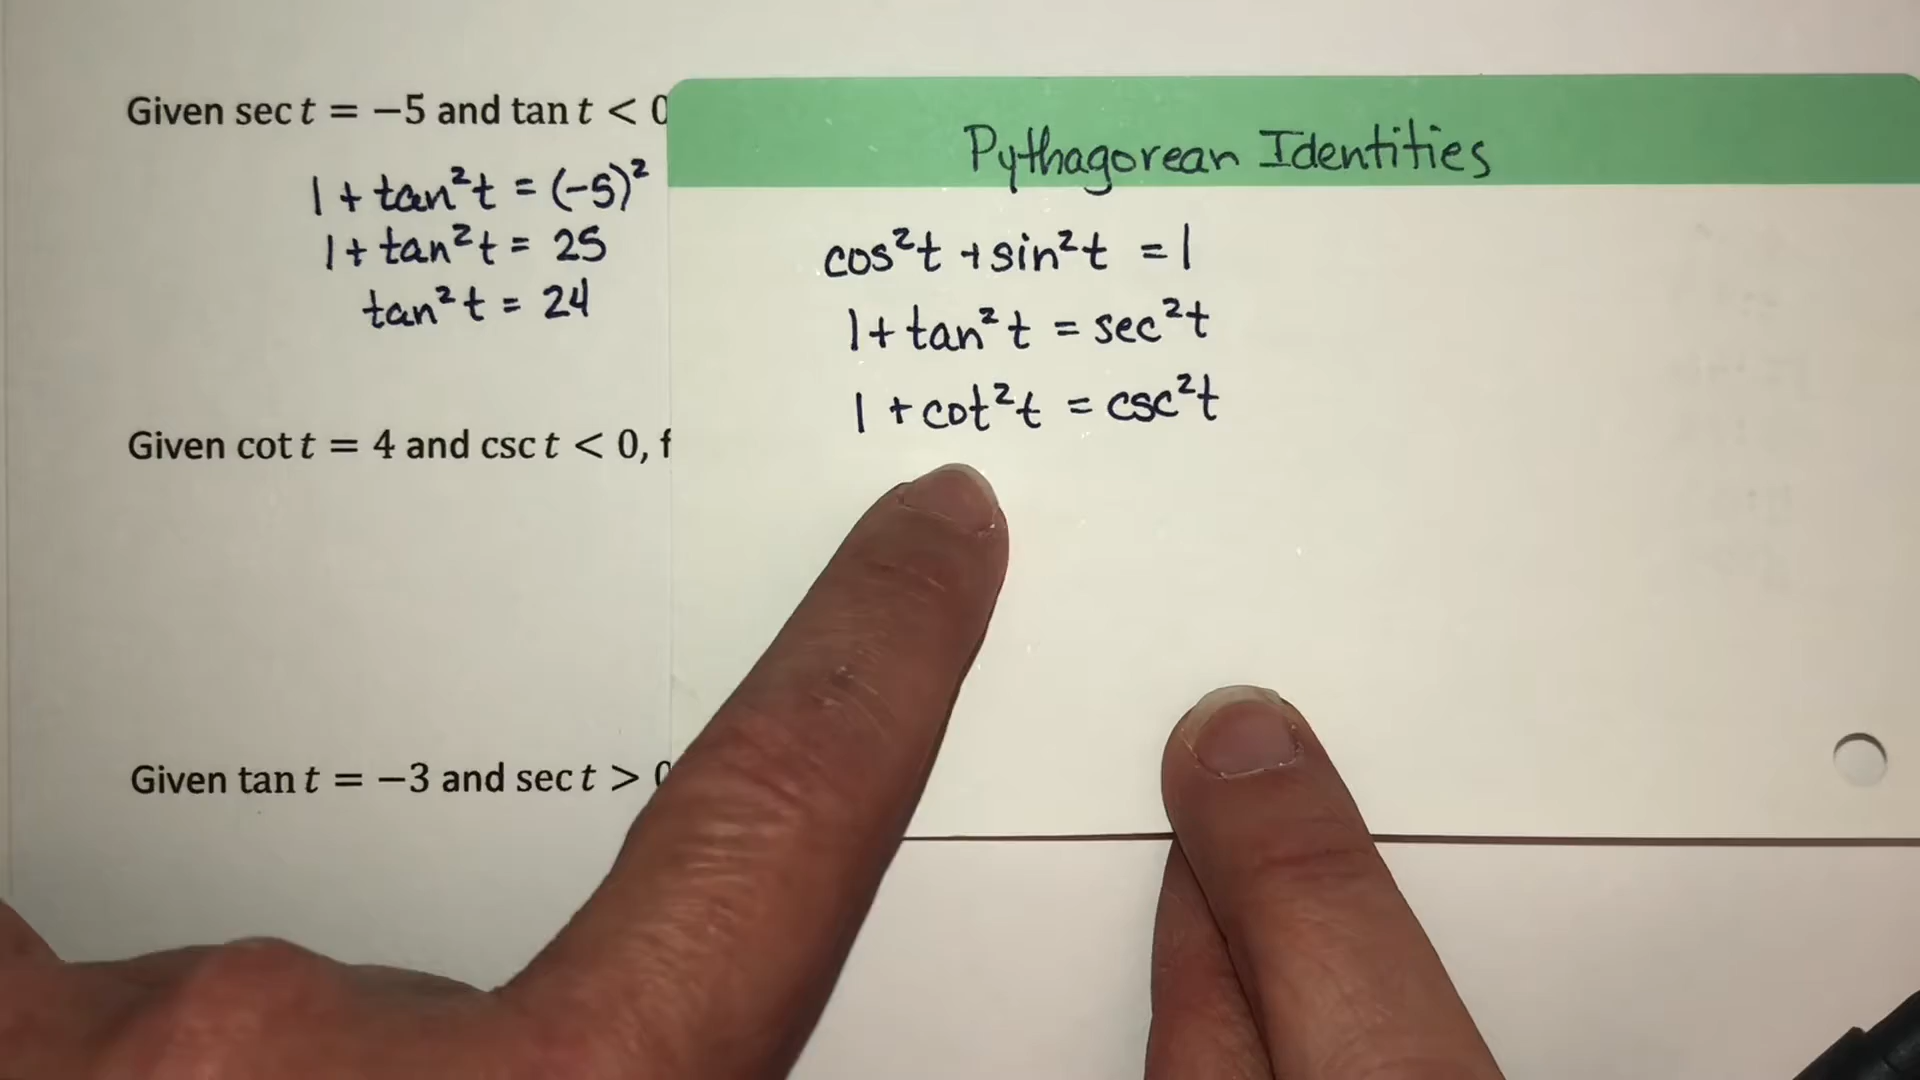 Given sec t = −5 and tan t < 0
1 + tan²t = (−5)²
1 + tan²t = 25
tan²t = 24
Given cot t = 4 and csc t < 0, f
Given tan t = −3 and sec t > 0
Pythagorean Identities
cos²t + sin²t = 1
1 + tan²t = sec²t
1 + cot²t = csc²t